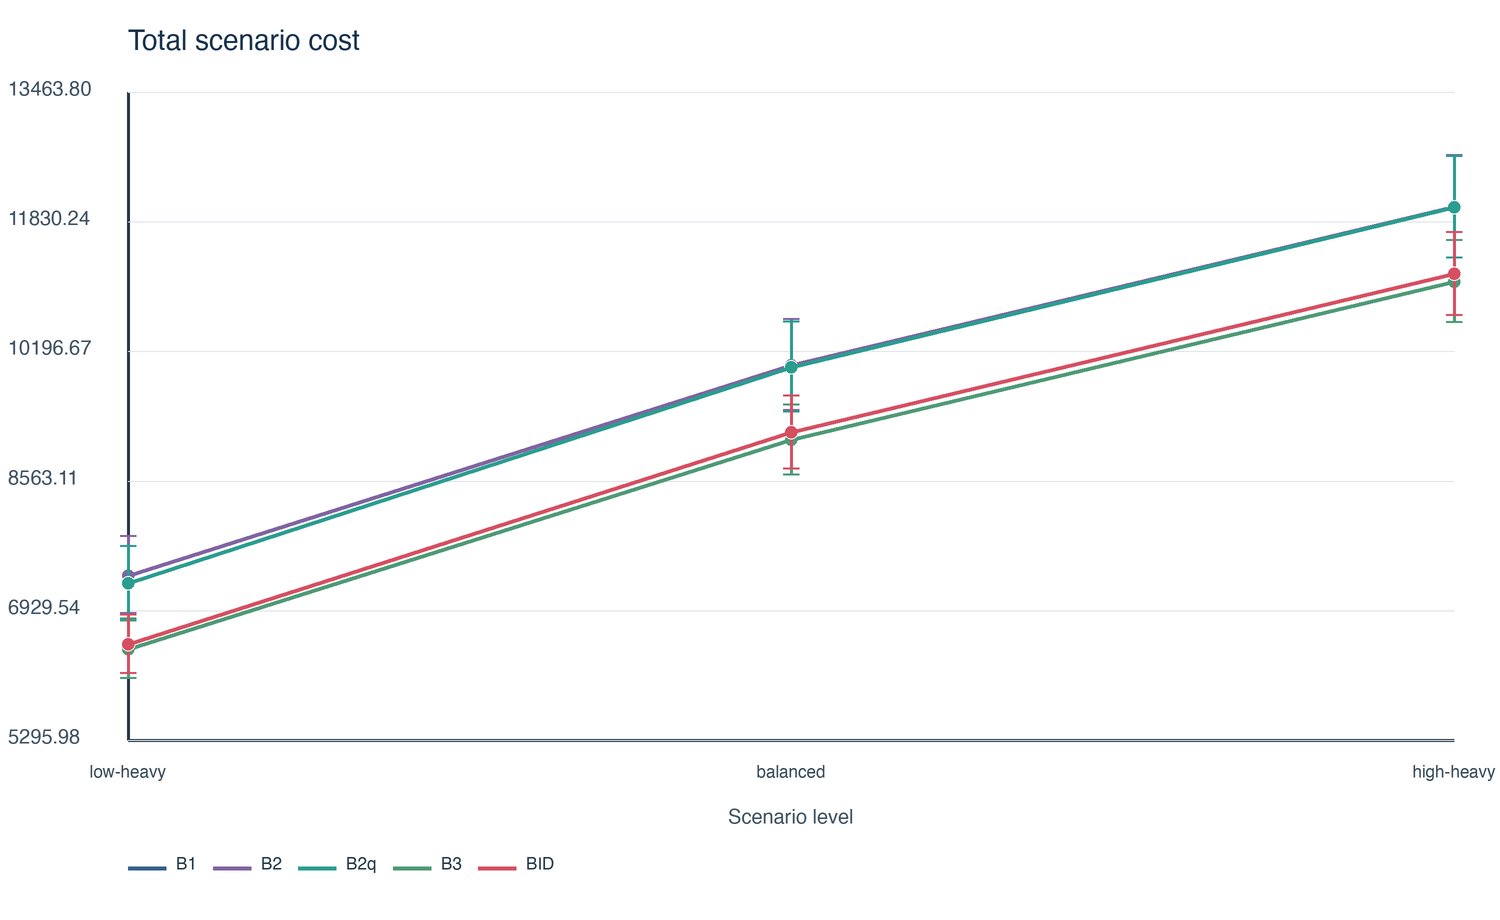 Total scenario cost
13463.80
11830.24
10196.67
8563.11
6929.54
5295.98
low-heavy balanced high-heavy
Scenario level
B1 B2 B2q B3 BID